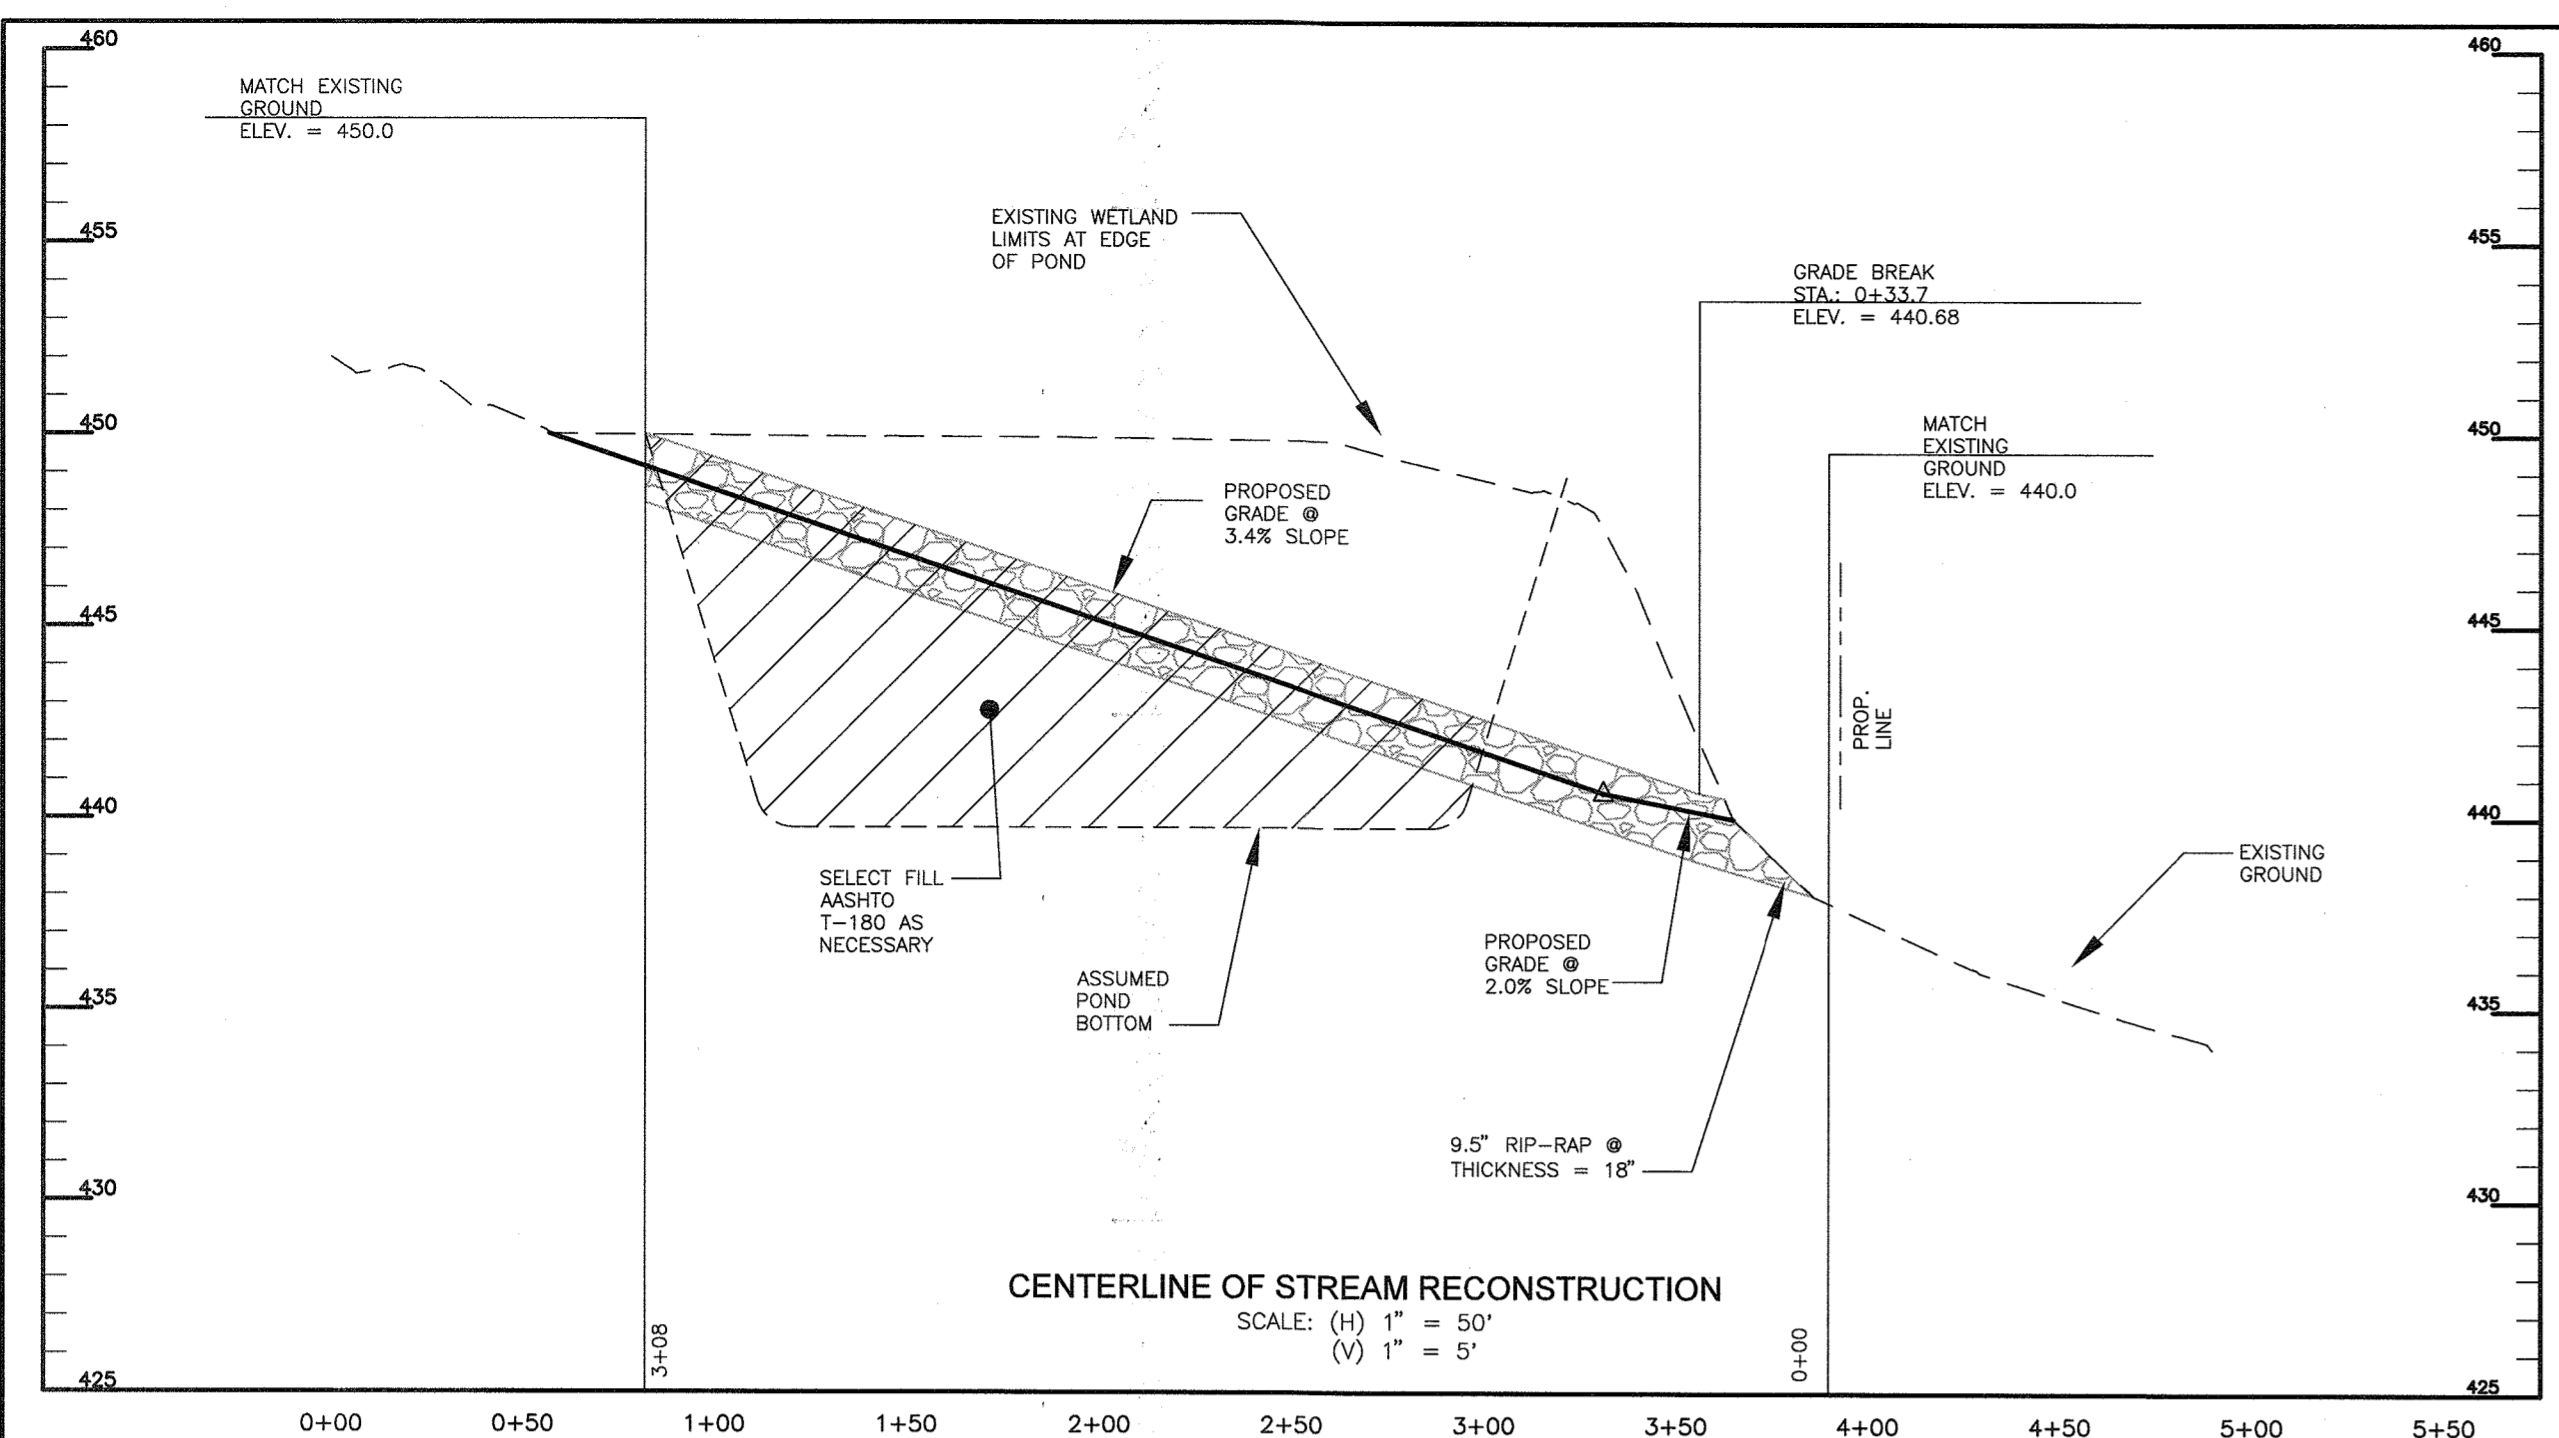 460
460
MATCH EXISTING
GROUND
ELEV. = 450.0
455
455
EXISTING WETLAND
LIMITS AT EDGE
OF POND
GRADE BREAK
STA.: 0+33.7
ELEV. = 440.68
450
450
MATCH
EXISTING
GROUND
ELEV. = 440.0
PROPOSED
GRADE @
3.4% SLOPE
445
445
PROP.
LINE
440
440
SELECT FILL
AASHTO
T-180 AS
NECESSARY
EXISTING
GROUND
ASSUMED
POND
BOTTOM
PROPOSED
GRADE @
2.0% SLOPE
435
435
9.5" RIP-RAP @
THICKNESS = 18"
430
430
CENTERLINE OF STREAM RECONSTRUCTION
SCALE: (H) 1" = 50'
(V) 1" = 5'
3+08
0+00
425
425
0+00
0+50
1+00
1+50
2+00
2+50
3+00
3+50
4+00
4+50
5+00
5+50